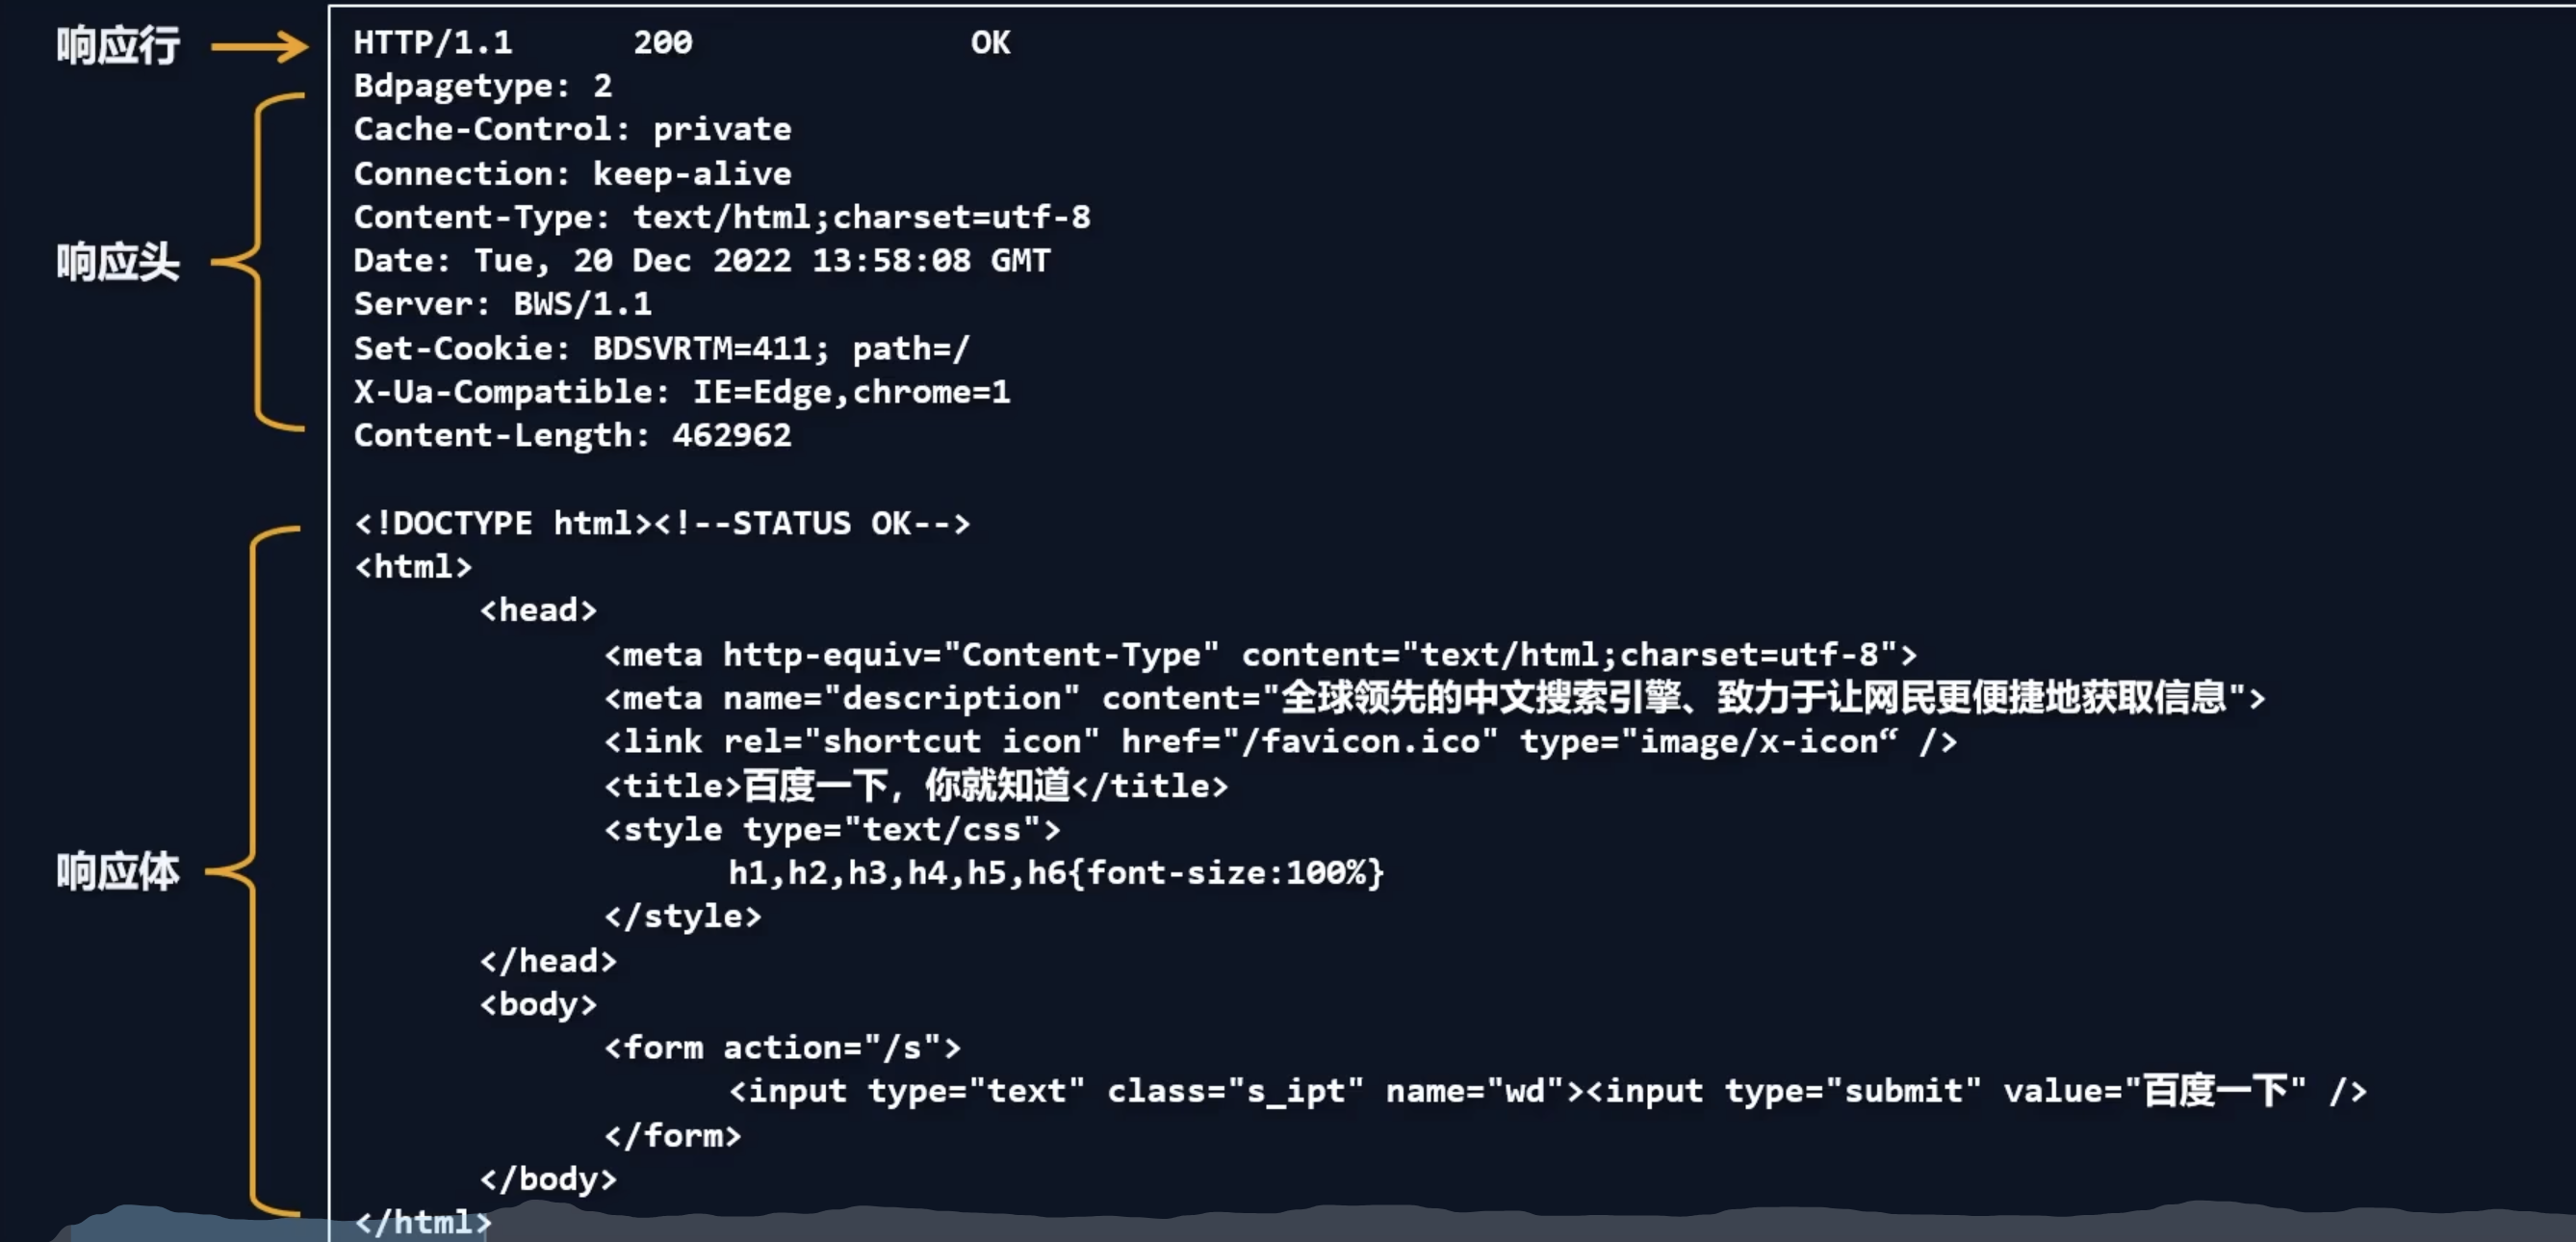 响应行
HTTP/1.1 200 OK
响应头
Bdpagetype: 2
Cache-Control: private
Connection: keep-alive
Content-Type: text/html;charset=utf-8
Date: Tue, 20 Dec 2022 13:58:08 GMT
Server: BWS/1.1
Set-Cookie: BDSVRTM=411; path=/
X-Ua-Compatible: IE=Edge,chrome=1
Content-Length: 462962
响应体
<!DOCTYPE html><!--STATUS OK-->
<html>
<head>
<meta http-equiv="Content-Type" content="text/html;charset=utf-8">
<meta name="description" content="全球领先的中文搜索引擎、致力于让网民更便捷地获取信息">
<link rel="shortcut icon" href="/favicon.ico" type="image/x-icon“ />
<title>百度一下，你就知道</title>
<style type="text/css">
h1,h2,h3,h4,h5,h6{font-size:100%}
</style>
</head>
<body>
<form action="/s">
<input type="text" class="s_ipt" name="wd"><input type="submit" value="百度一下" />
</form>
</body>
</html>